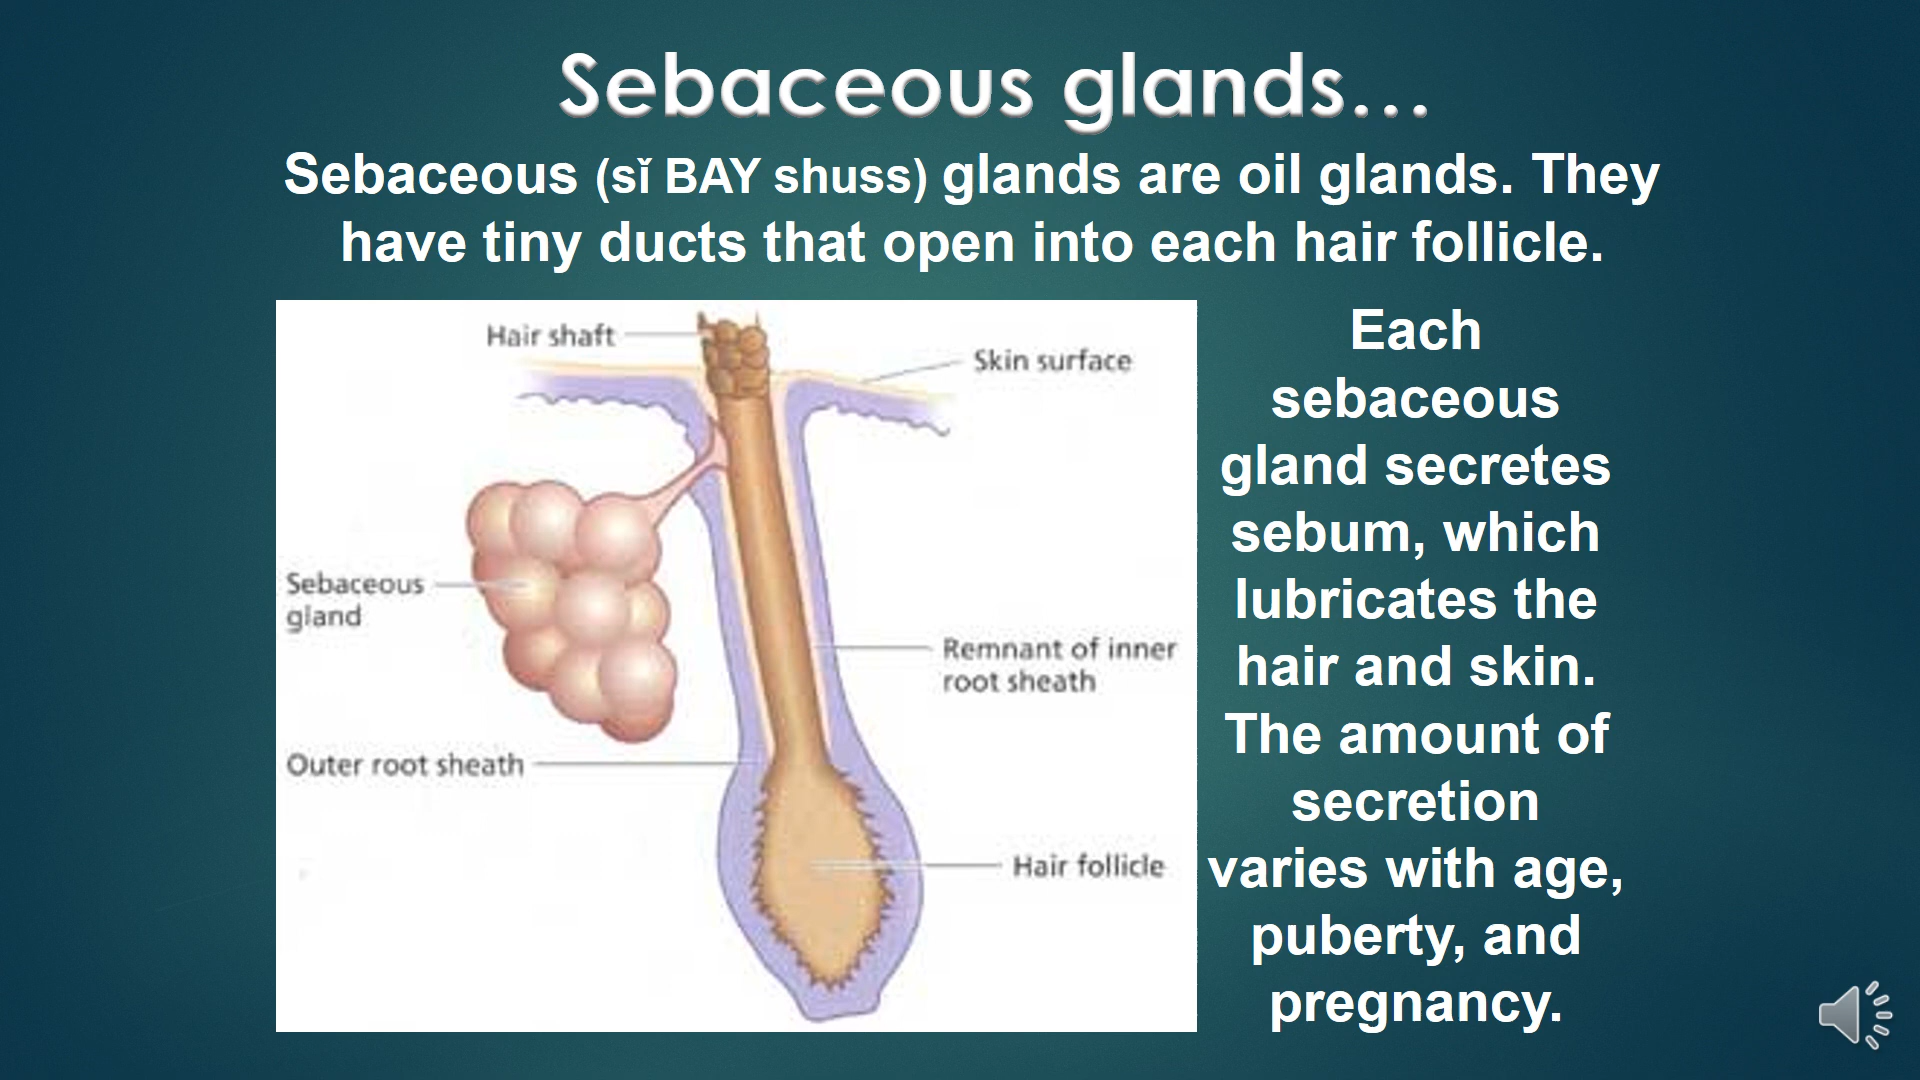 Sebaceous glands...
Sebaceous (sǐ BAY shuss) glands are oil glands. They
have tiny ducts that open into each hair follicle.
Hair shaft
Skin surface
Sebaceous
gland
Remnant of inner
root sheath
Outer root sheath
Hair follicle
Each
sebaceous
gland secretes
sebum, which
lubricates the
hair and skin.
The amount of
secretion
varies with age,
puberty, and
pregnancy.